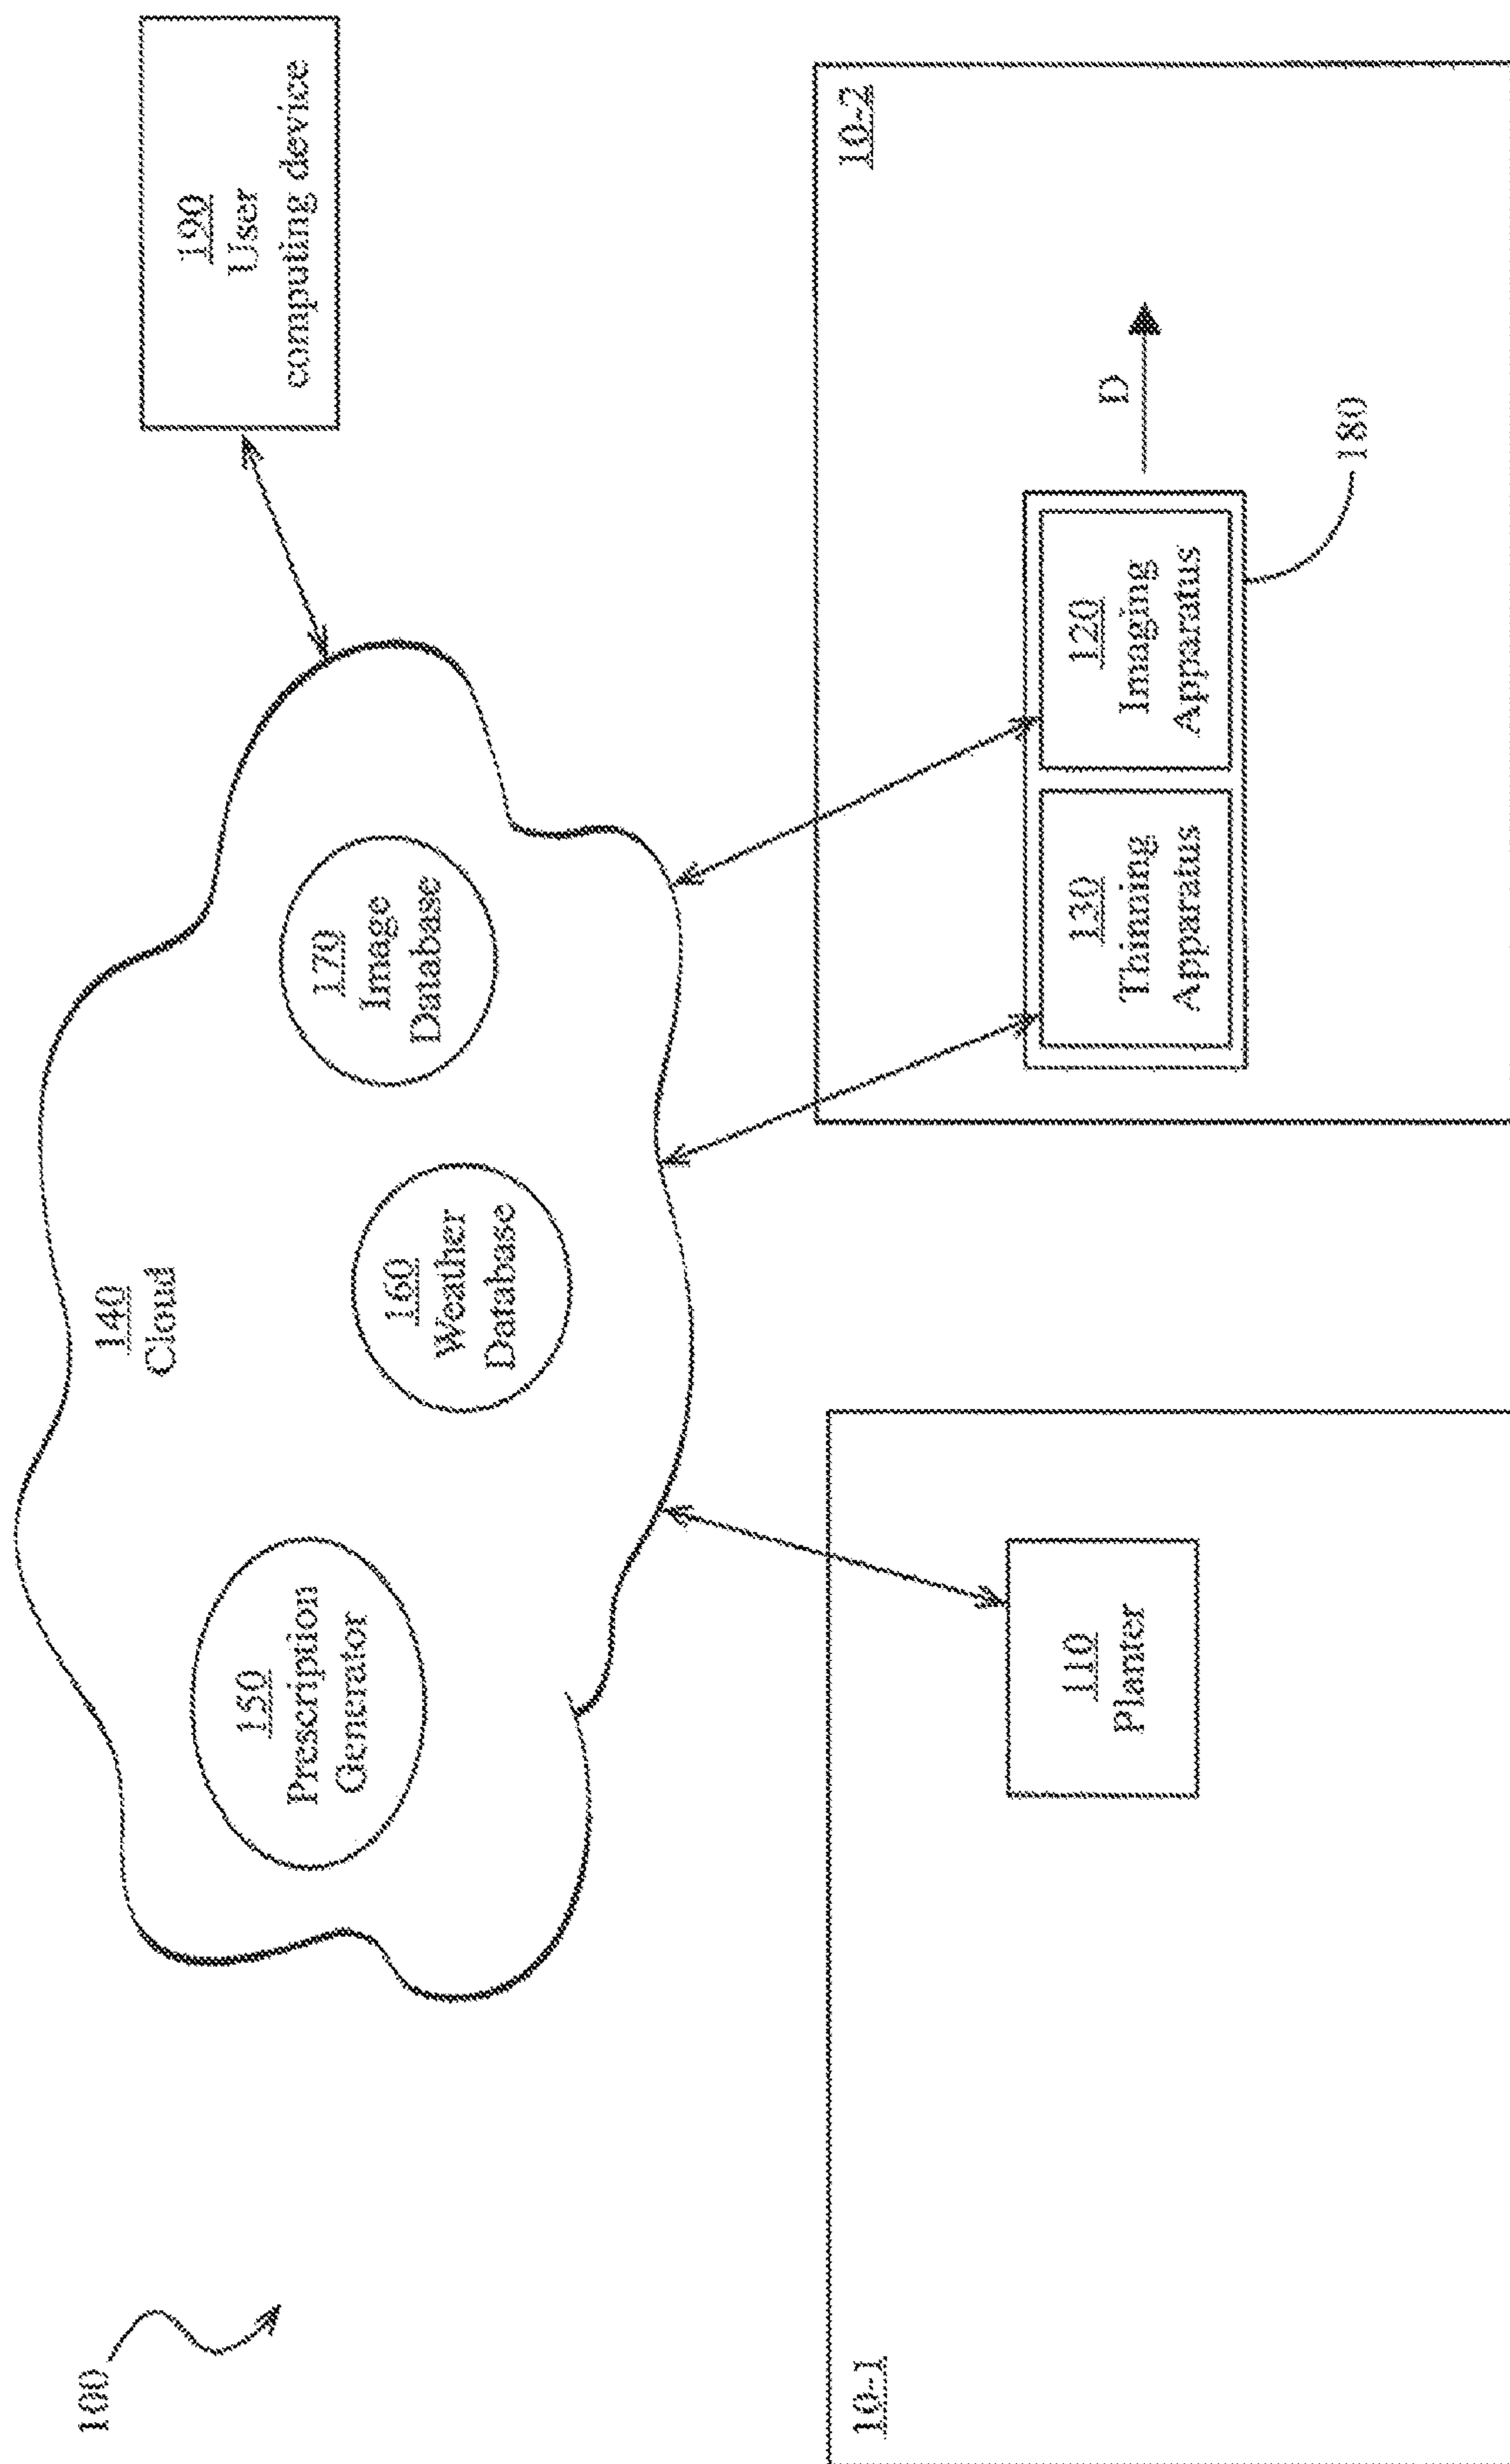 100
140
Cloud
150
Prescription
Generator
160
Weather
Database
170
Image
Database
190
User
computing device
10-1
110
Planter
10-2
130
Thinning
Apparatus
120
Imaging
Apparatus
D
180